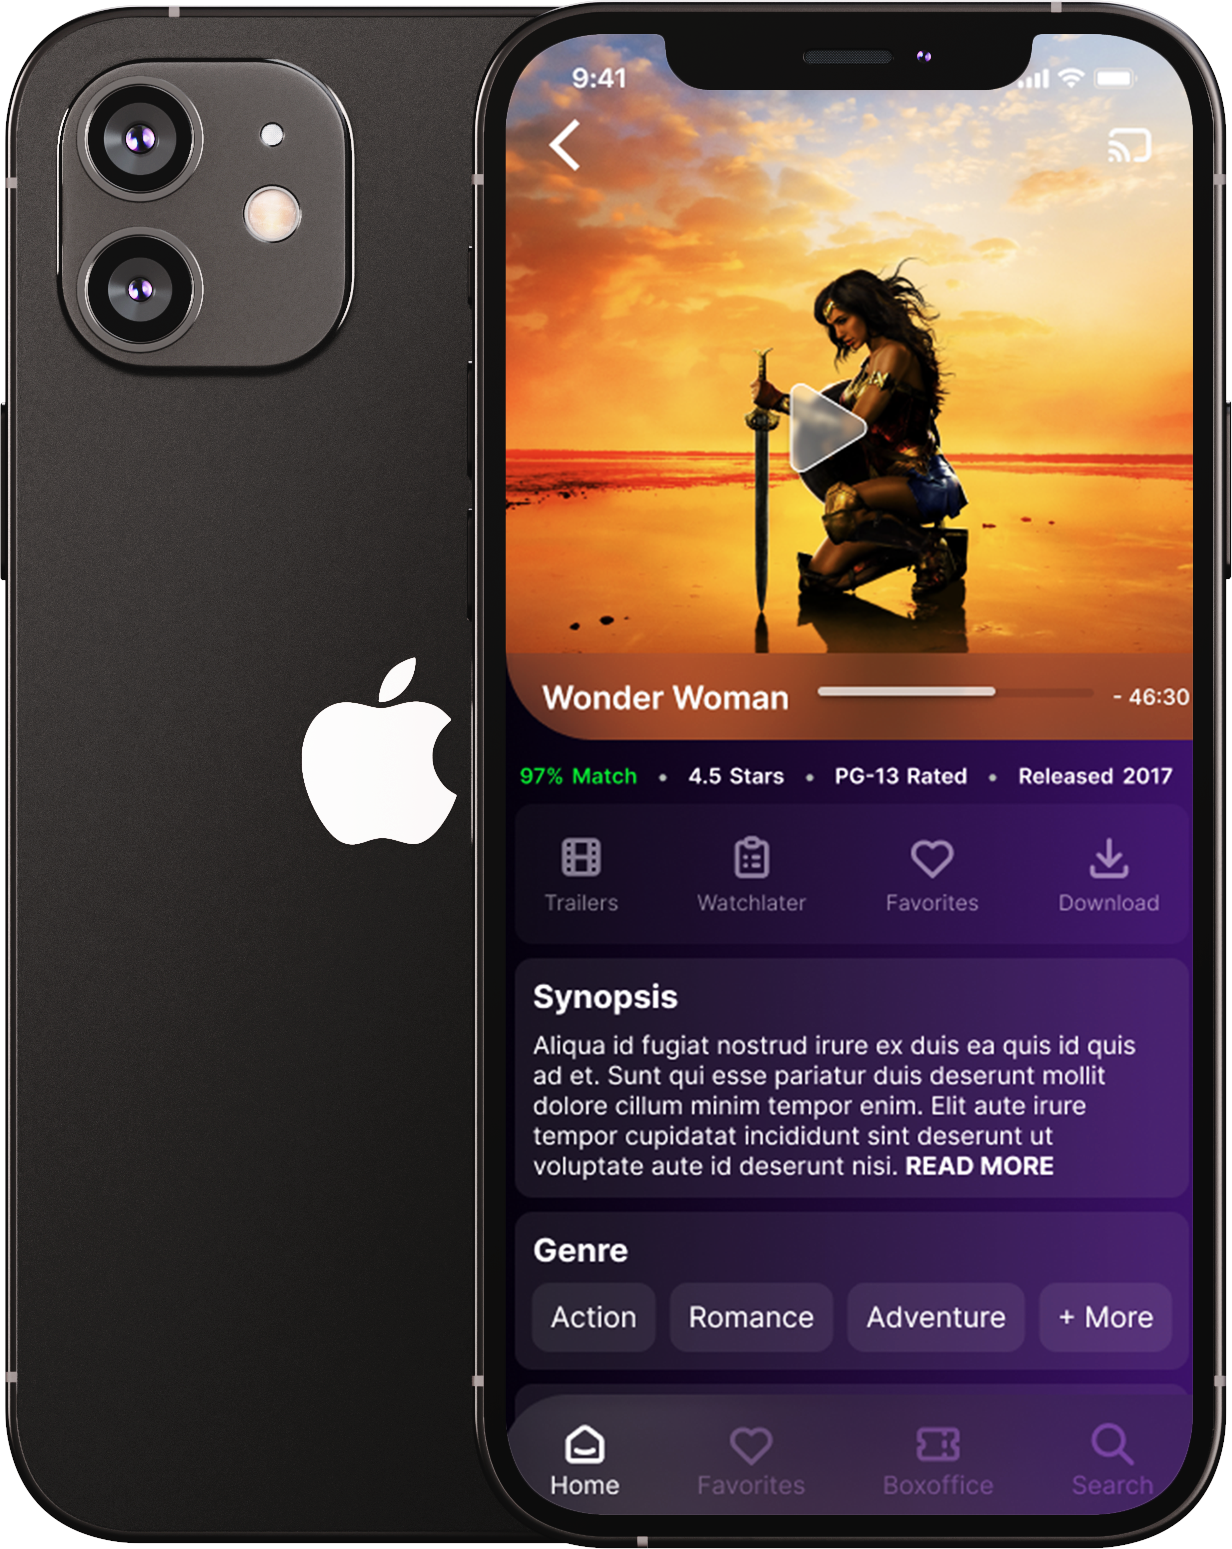 9:41
Wonder Woman
- 46:30
97% Match • 4.5 Stars • PG-13 Rated • Released 2017
Trailers Watchlater Favorites Download
Synopsis
Aliqua id fugiat nostrud irure ex duis ea quis id quis
ad et. Sunt qui esse pariatur duis deserunt mollit
dolore cillum minim tempor enim. Elit aute irure
tempor cupidatat incididunt sint deserunt ut
voluptate aute id deserunt nisi. READ MORE
Genre
Action Romance Adventure + More
Home Favorites Boxoffice Search